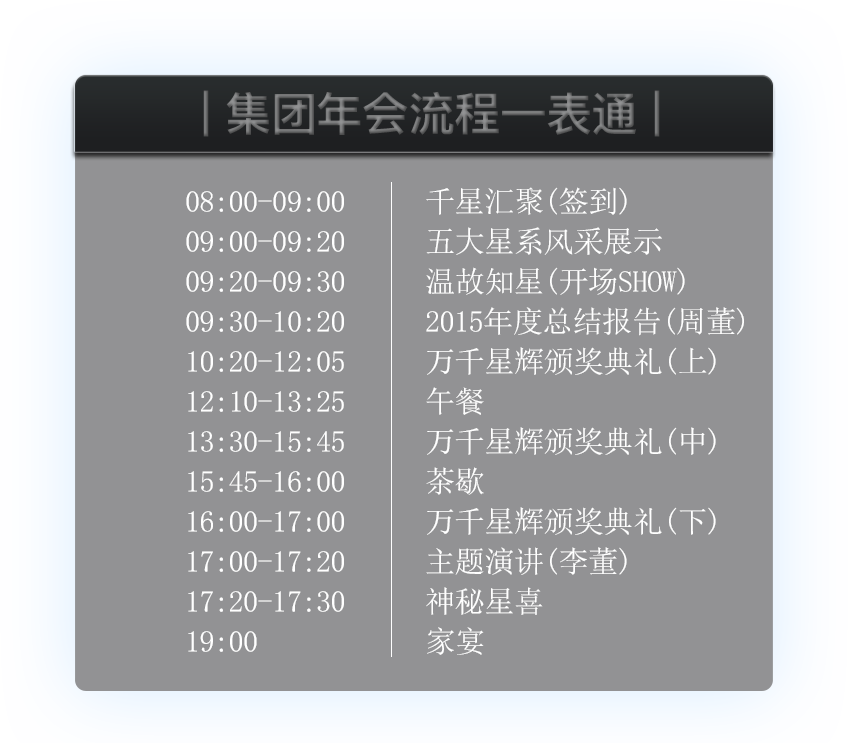 |集团年会流程一表通|
08:00-09:00 千星汇聚(签到)
09:00-09:20 五大星系风采展示
09:20-09:30 温故知星(开场SHOW)
09:30-10:20 2015年度总结报告(周董)
10:20-12:05 万千星辉颁奖典礼(上)
12:10-13:25 午餐
13:30-15:45 万千星辉颁奖典礼(中)
15:45-16:00 茶歇
16:00-17:00 万千星辉颁奖典礼(下)
17:00-17:20 主题演讲(李董)
17:20-17:30 神秘星喜
19:00 家宴